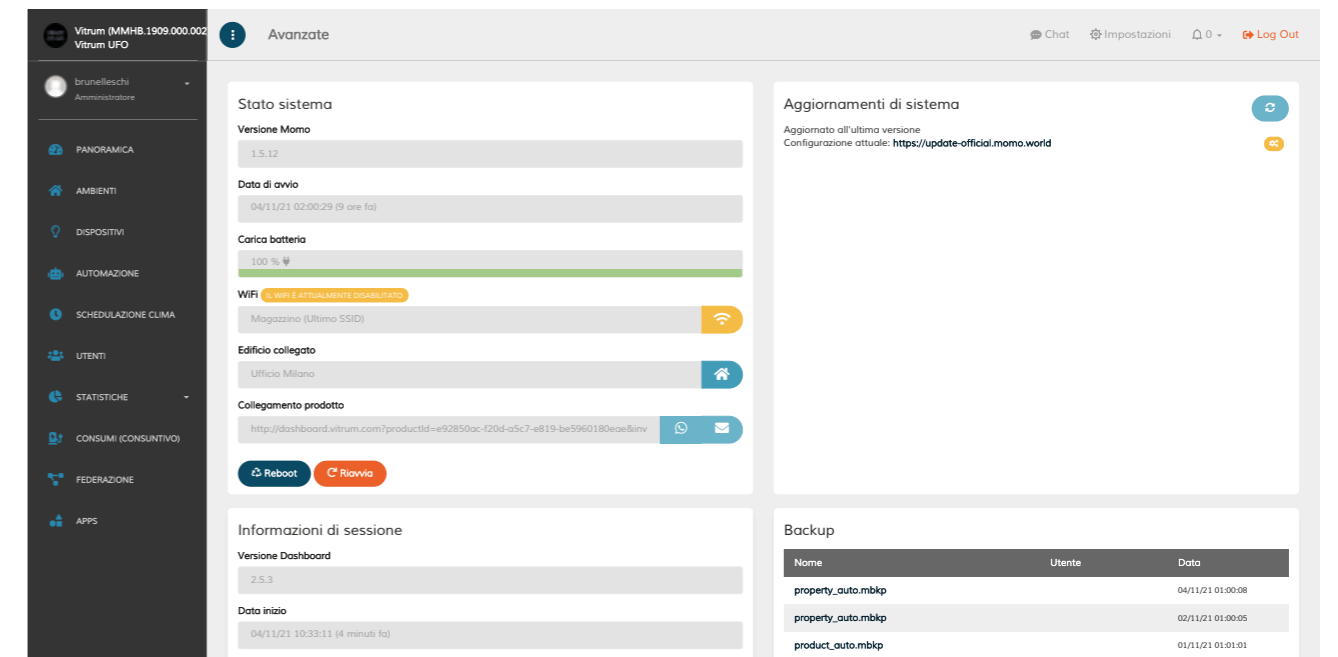 Vitrum (MMHB.1909.000.002
Vitrum UFO
Avanzate
Chat
Impostazioni
0
Log Out
brunelleschi
Amministratore
PANORAMICA
AMBIENTI
DISPOSITIVI
AUTOMAZIONE
SCHEDULAZIONE CLIMA
UTENTI
STATISTICHE
CONSUMI (CONSUNTIVO)
FEDERAZIONE
APPS
Stato sistema
Versione Momo
1.5.12
Data di avvio
04/11/21 02:00:29 (9 ore fa)
Carica batteria
100 %
WiFi IL WIFI È ATTUALMENTE DISABILITATO
Magazzino (Ultimo SSID)
Edificio collegato
Ufficio Milano
Collegamento prodotto
http://dashboard.vitrum.com?productId=e92850ac-f20d-a5c7-e819-be5960180eae&inv
Reboot
Riavvia
Aggiornamenti di sistema
Aggiornato all'ultima versione
Configurazione attuale: https://update-official.momo.world
Informazioni di sessione
Versione Dashboard
2.5.3
Data inizio
04/11/21 10:33:11 (4 minuti fa)
Backup
Nome Utente Data
property_auto.mbkp 04/11/21 01:00:08
property_auto.mbkp 02/11/21 01:00:05
product_auto.mbkp 01/11/21 01:01:01